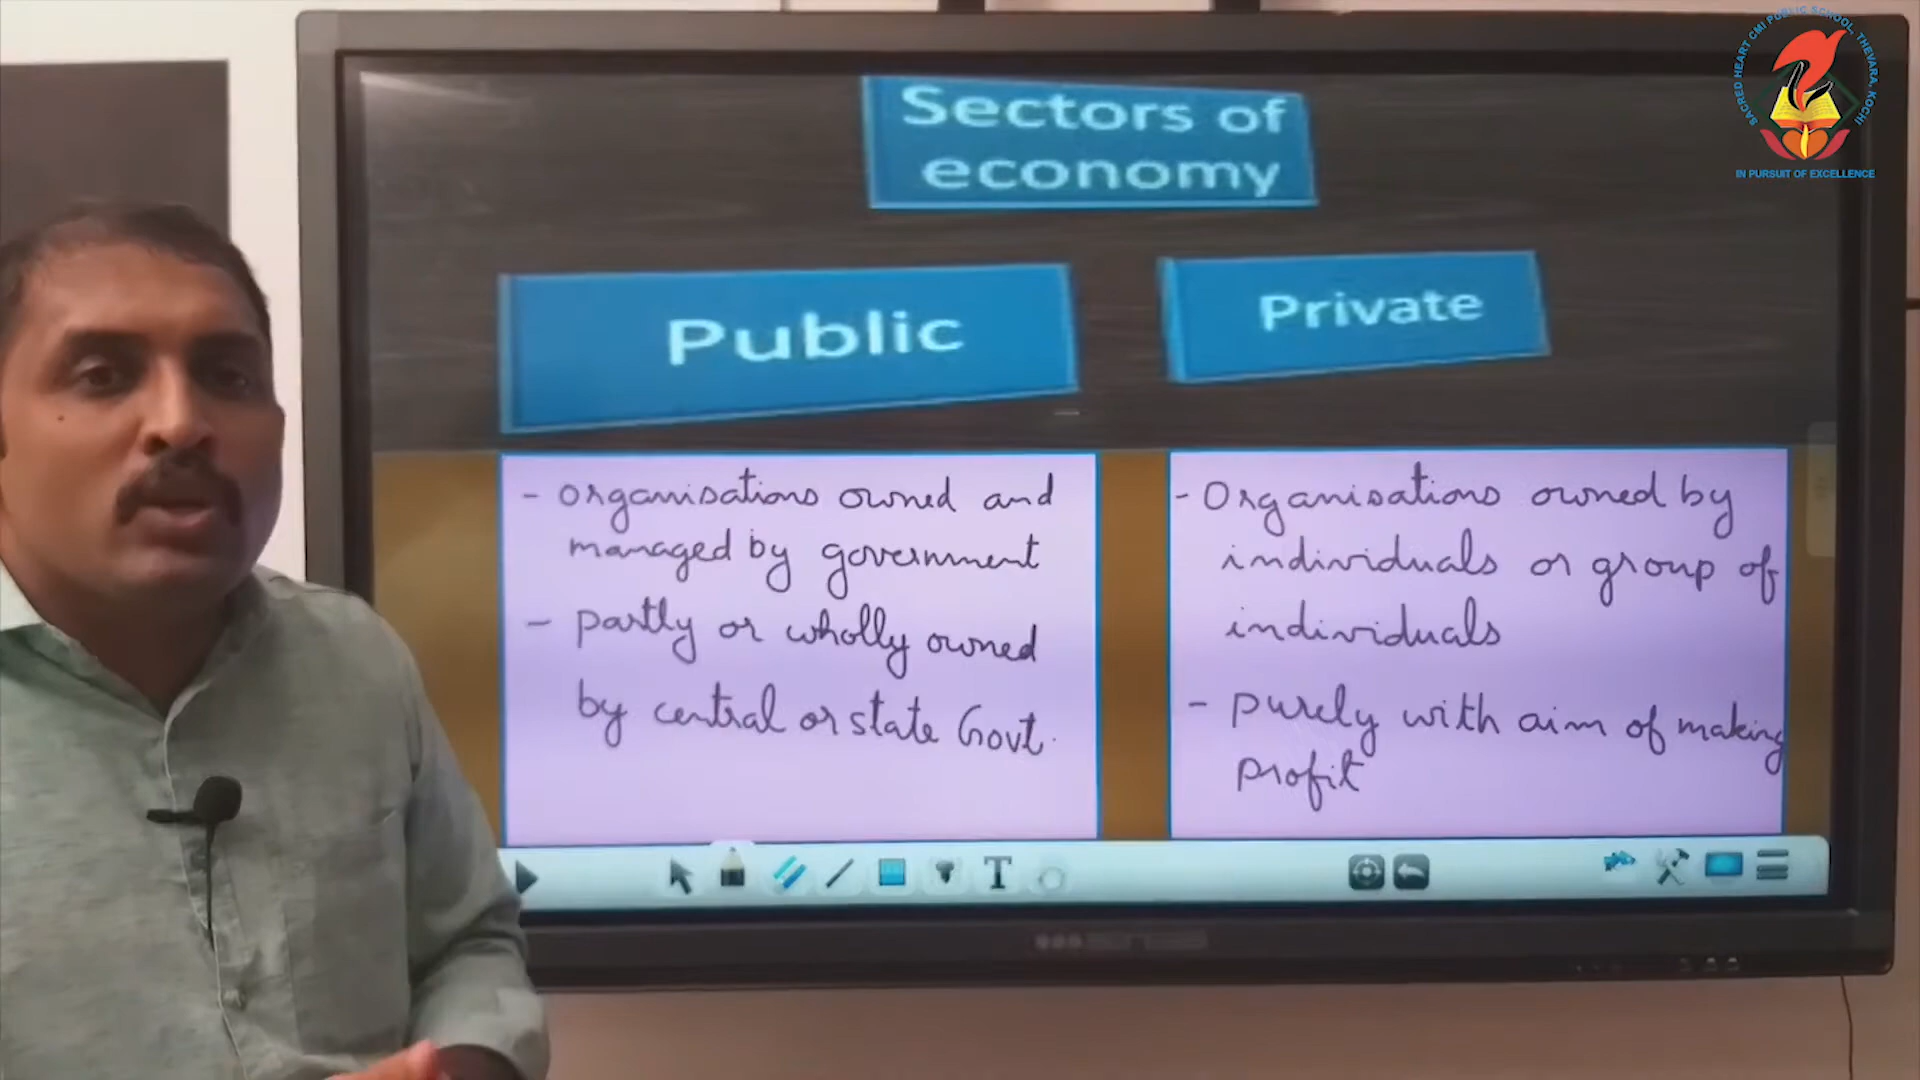 SACRED HEART CMI PUBLIC SCHOOL, THEVARA, KOCHI
IN PURSUIT OF EXCELLENCE
Sectors of
economy
Public
Private
- Organisations owned and
managed by government
- partly or wholly owned
by central or state Govt.
- Organisations owned by
individuals or group of
individuals
- purely with aim of making
profit
T